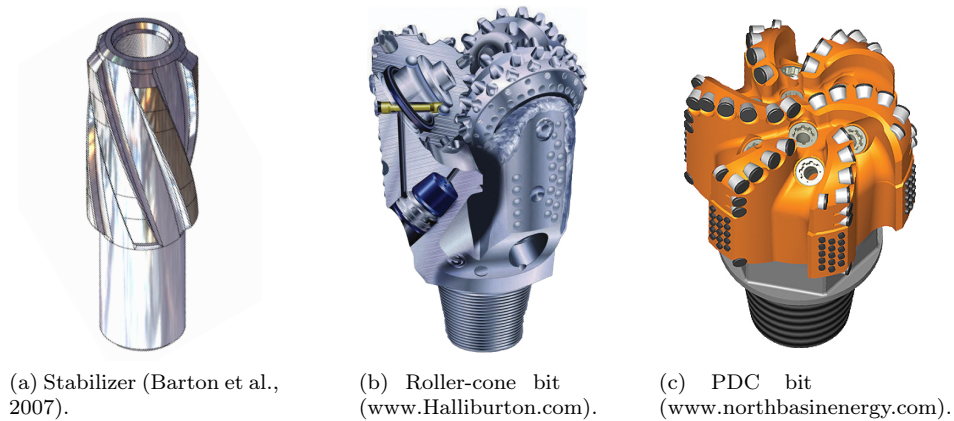 (a) Stabilizer (Barton et al.,
2007).
(b) Roller-cone bit
(www.Halliburton.com).
(c) PDC bit
(www.northbasinenergy.com).